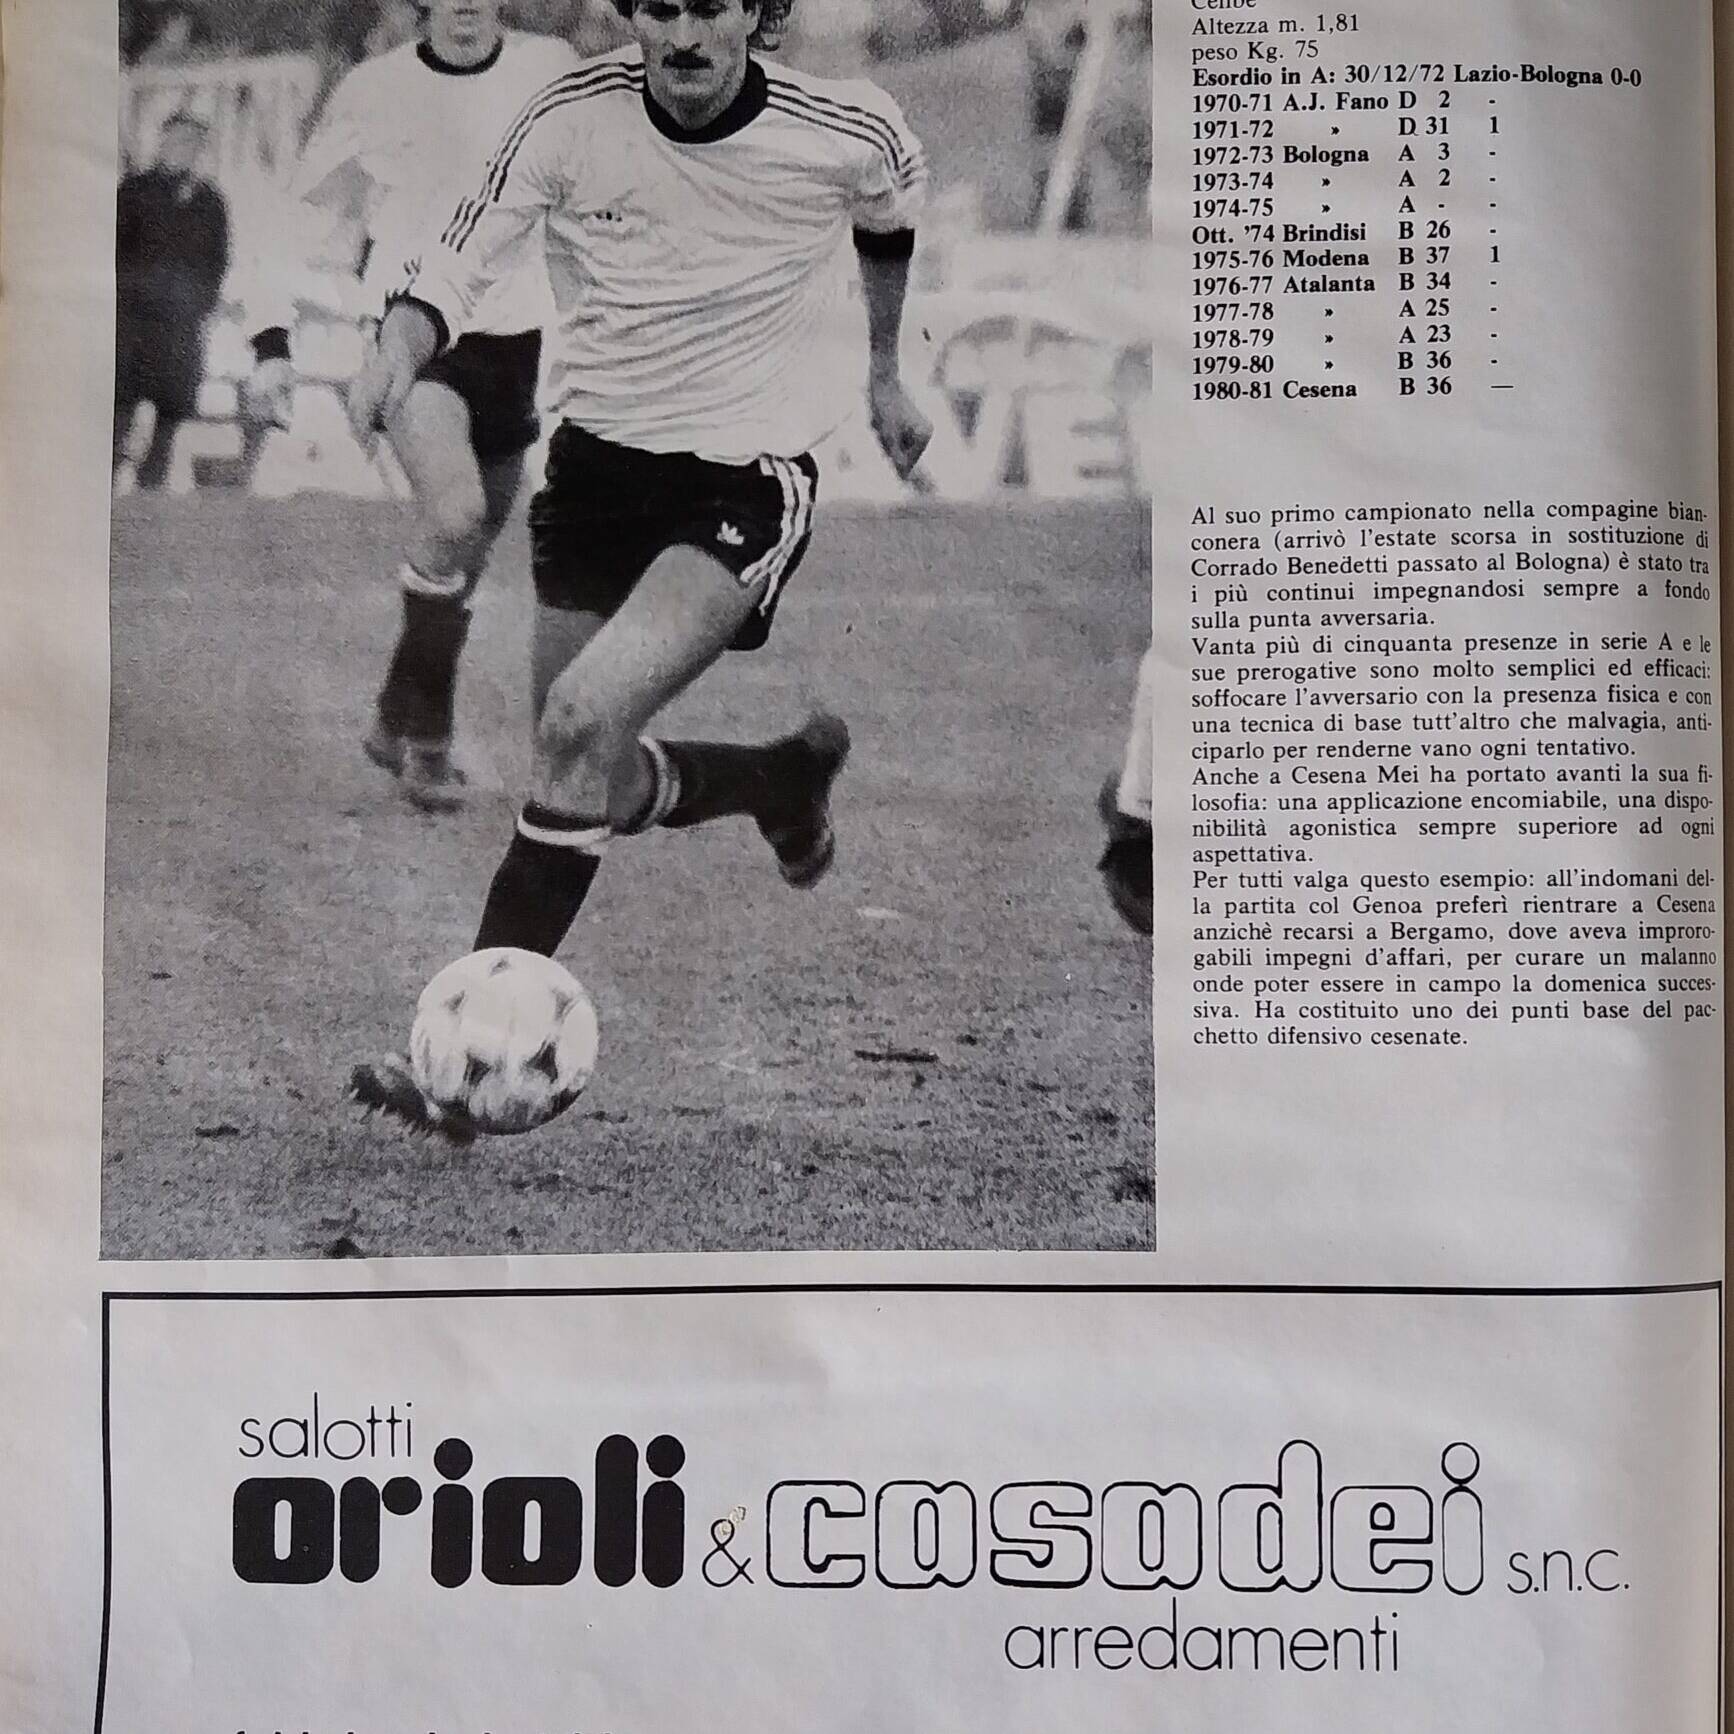 Celibe
Altezza m. 1,81
peso Kg. 75
Esordio in A: 30/12/72 Lazio-Bologna 0-0
1970-71 A.J. Fano D 2 -
1971-72 » D 31 1
1972-73 Bologna A 3 -
1973-74 » A 2 -
1974-75 » A - -
Ott. '74 Brindisi B 26 -
1975-76 Modena B 37 1
1976-77 Atalanta B 34 -
1977-78 » A 25 -
1978-79 » A 23 -
1979-80 » B 36 -
1980-81 Cesena B 36 —
Al suo primo campionato nella compagine bian-
conera (arrivò l'estate scorsa in sostituzione di
Corrado Benedetti passato al Bologna) è stato tra
i più continui impegnandosi sempre a fondo
sulla punta avversaria.
Vanta più di cinquanta presenze in serie A e le
sue prerogative sono molto semplici ed efficaci:
soffocare l'avversario con la presenza fisica e con
una tecnica di base tutt'altro che malvagia, anti-
ciparlo per renderne vano ogni tentativo.
Anche a Cesena Mei ha portato avanti la sua fi-
losofia: una applicazione encomiabile, una dispo-
nibilità agonistica sempre superiore ad ogni
aspettativa.
Per tutti valga questo esempio: all'indomani del-
la partita col Genoa preferì rientrare a Cesena
anzichè recarsi a Bergamo, dove aveva improro-
gabili impegni d'affari, per curare un malanno
onde poter essere in campo la domenica succes-
siva. Ha costituito uno dei punti base del pac-
chetto difensivo cesenate.
salotti
orioli & casadei s.n.c.
arredamenti